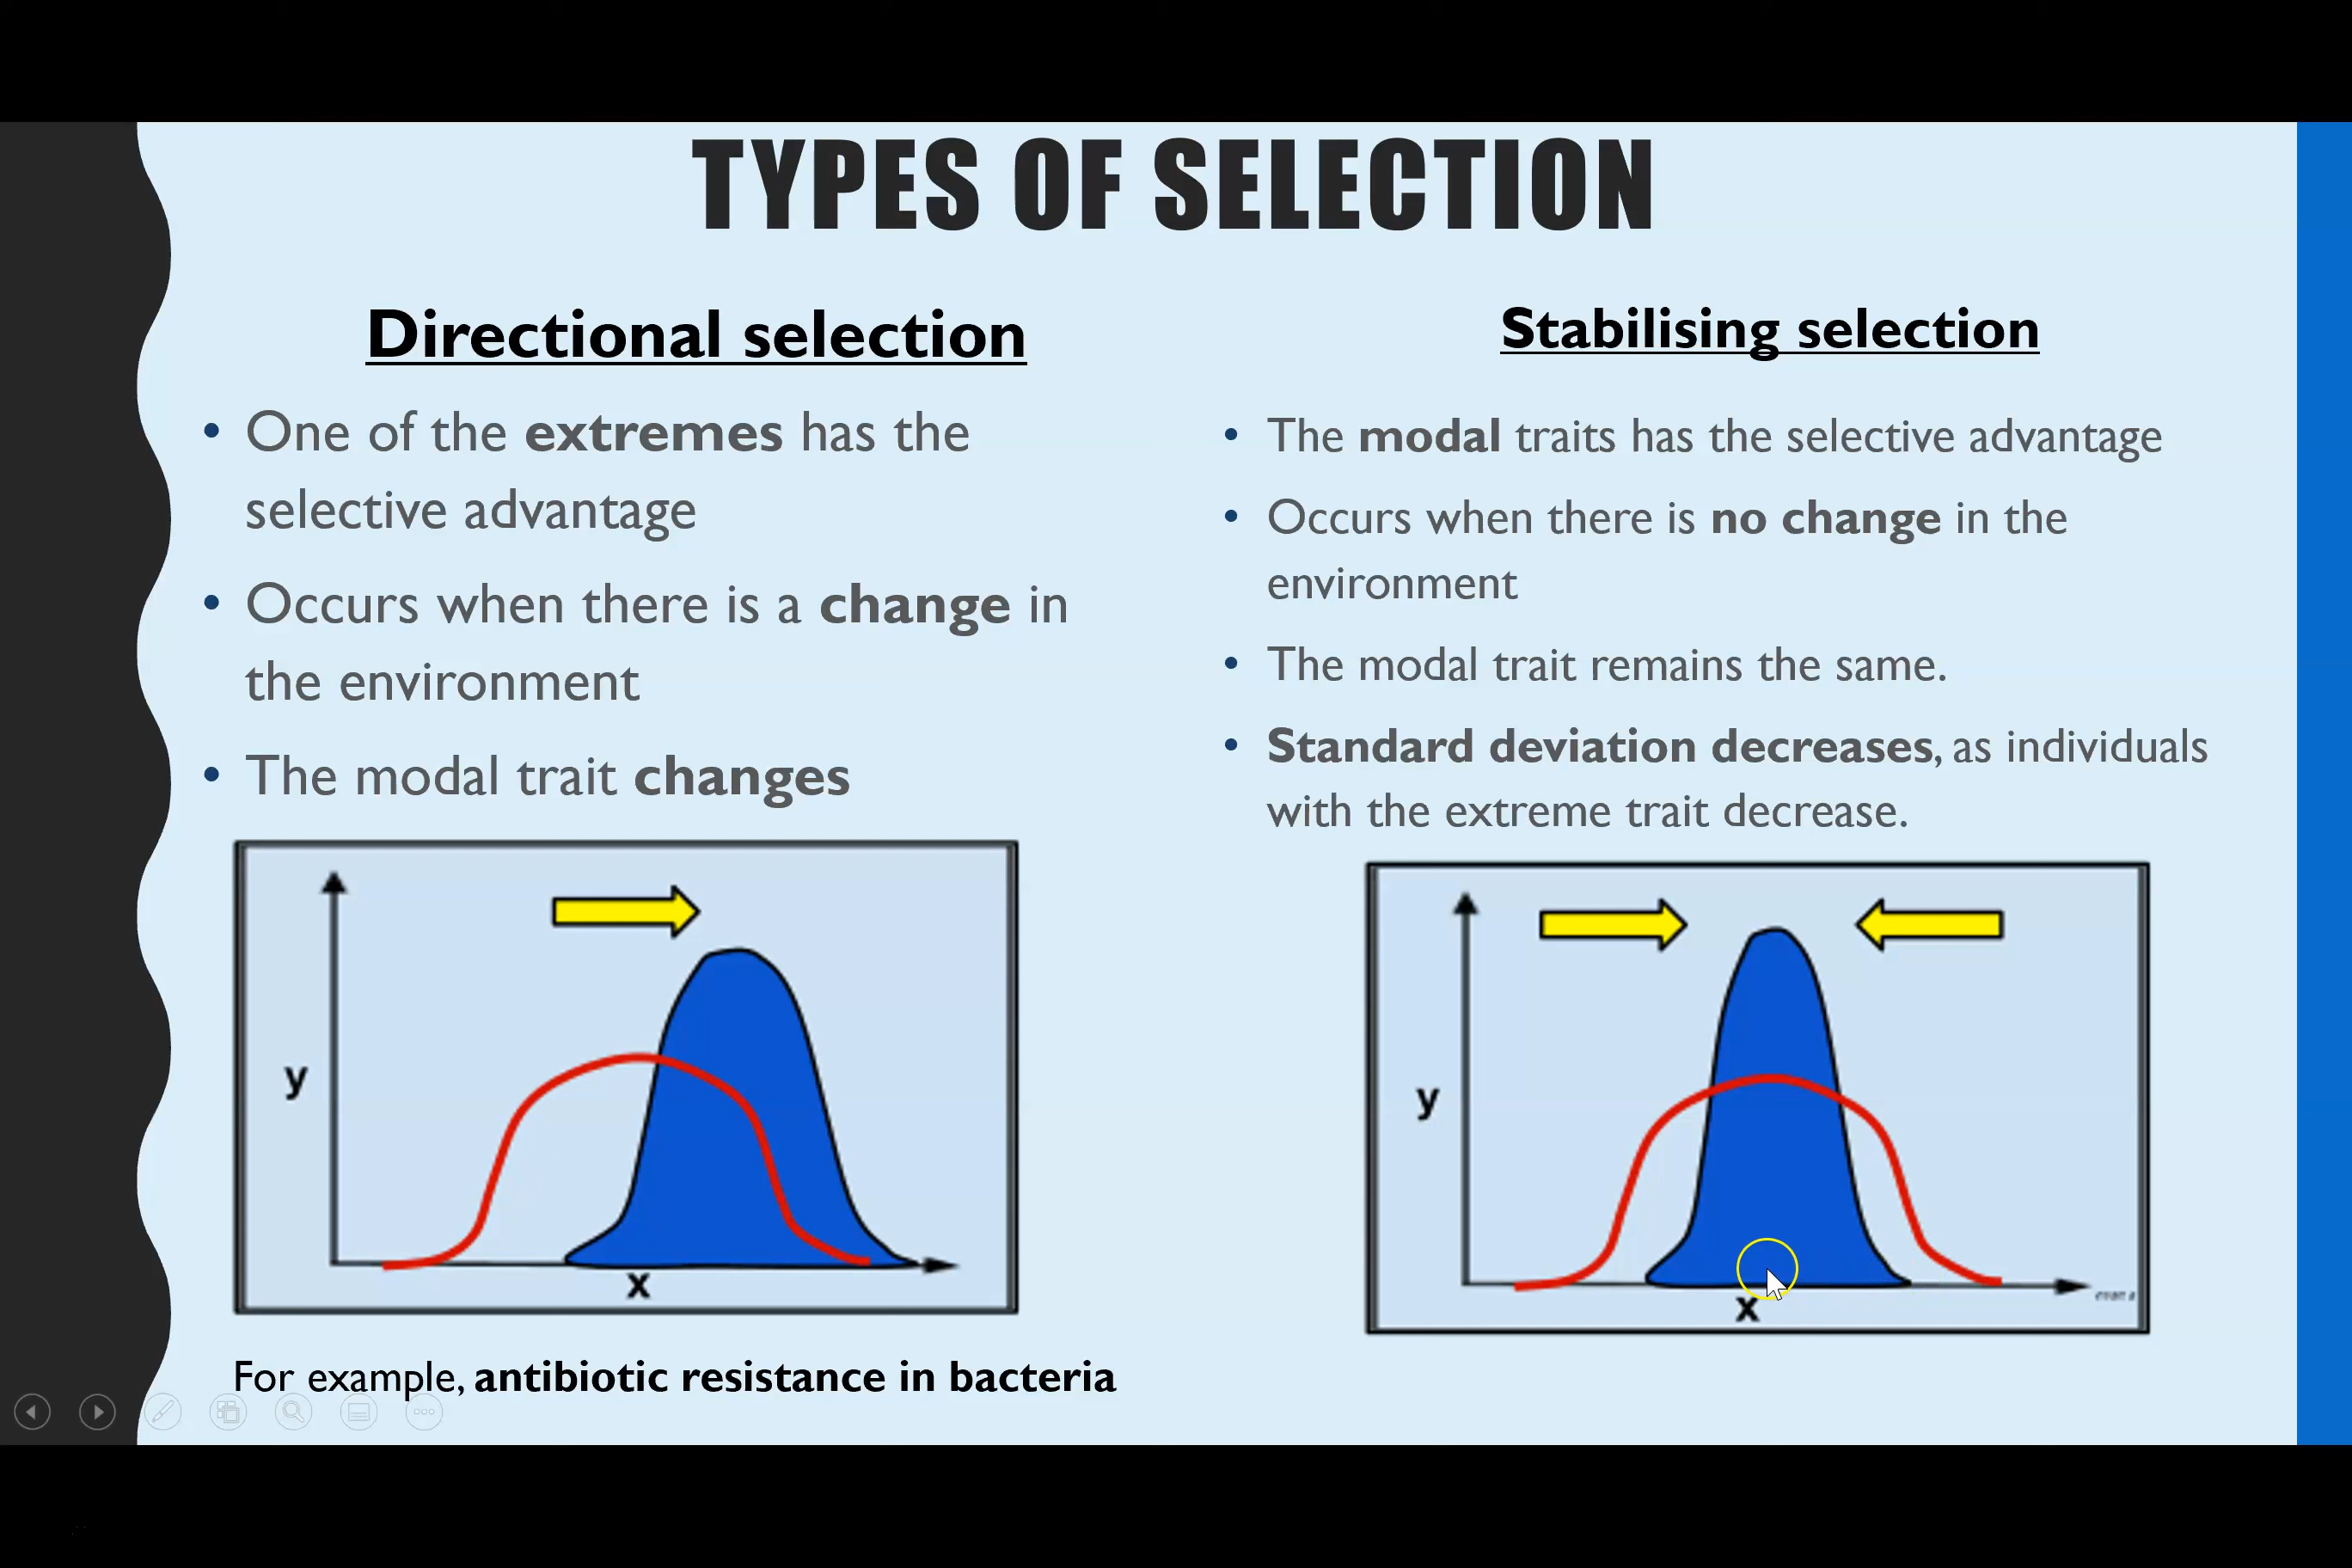 TYPES OF SELECTION
Directional selection
• One of the extremes has the
selective advantage
• Occurs when there is a change in
the environment
• The modal trait changes
y
x
For example, antibiotic resistance in bacteria
Stabilising selection
• The modal traits has the selective advantage
• Occurs when there is no change in the
environment
• The modal trait remains the same.
• Standard deviation decreases, as individuals
with the extreme trait decrease.
y
x